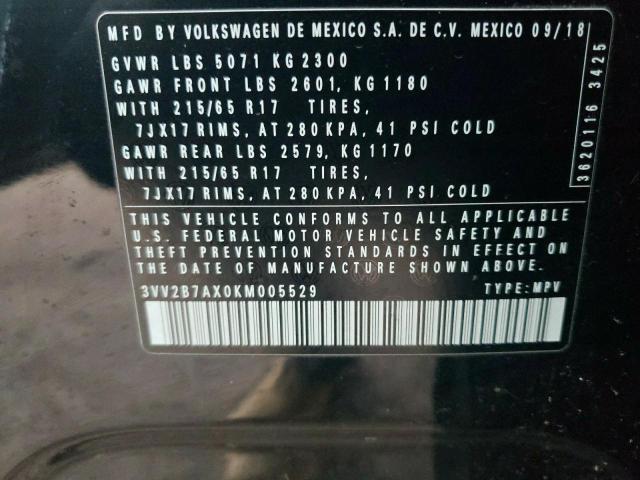 MFD BY VOLKSWAGEN DE MEXICO S.A. DE C.V. MEXICO 09/18
GVWR LBS 5071 KG 2300
GAWR FRONT LBS 2601, KG 1180
WITH 215/65 R17 TIRES,
7JX17 RIMS, AT 280 KPA, 41 PSI COLD
GAWR REAR LBS 2579, KG 1170
WITH 215/65 R17 TIRES,
7JX17 RIMS, AT 280 KPA, 41 PSI COLD
3620116 3425
THIS VEHICLE CONFORMS TO ALL APPLICABLE
U.S. FEDERAL MOTOR VEHICLE SAFETY AND
THEFT PREVENTION STANDARDS IN EFFECT ON
THE DATE OF MANUFACTURE SHOWN ABOVE.
3VV2B7AX0KM005529 TYPE: MPV